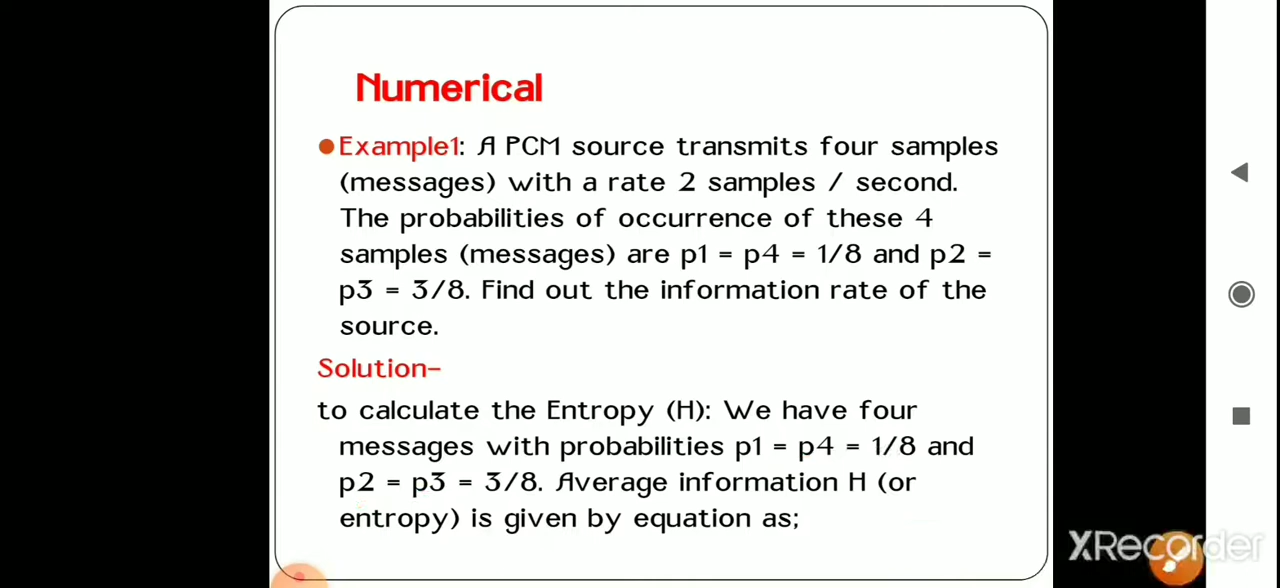 Numerical
Example1: A PCM source transmits four samples
(messages) with a rate 2 samples / second.
The probabilities of occurrence of these 4
samples (messages) are p1 = p4 = 1/8 and p2 =
p3 = 3/8. Find out the information rate of the
source.
Solution-
to calculate the Entropy (H): We have four
messages with probabilities p1 = p4 = 1/8 and
p2 = p3 = 3/8. Average information H (or
entropy) is given by equation as;
XRecorder